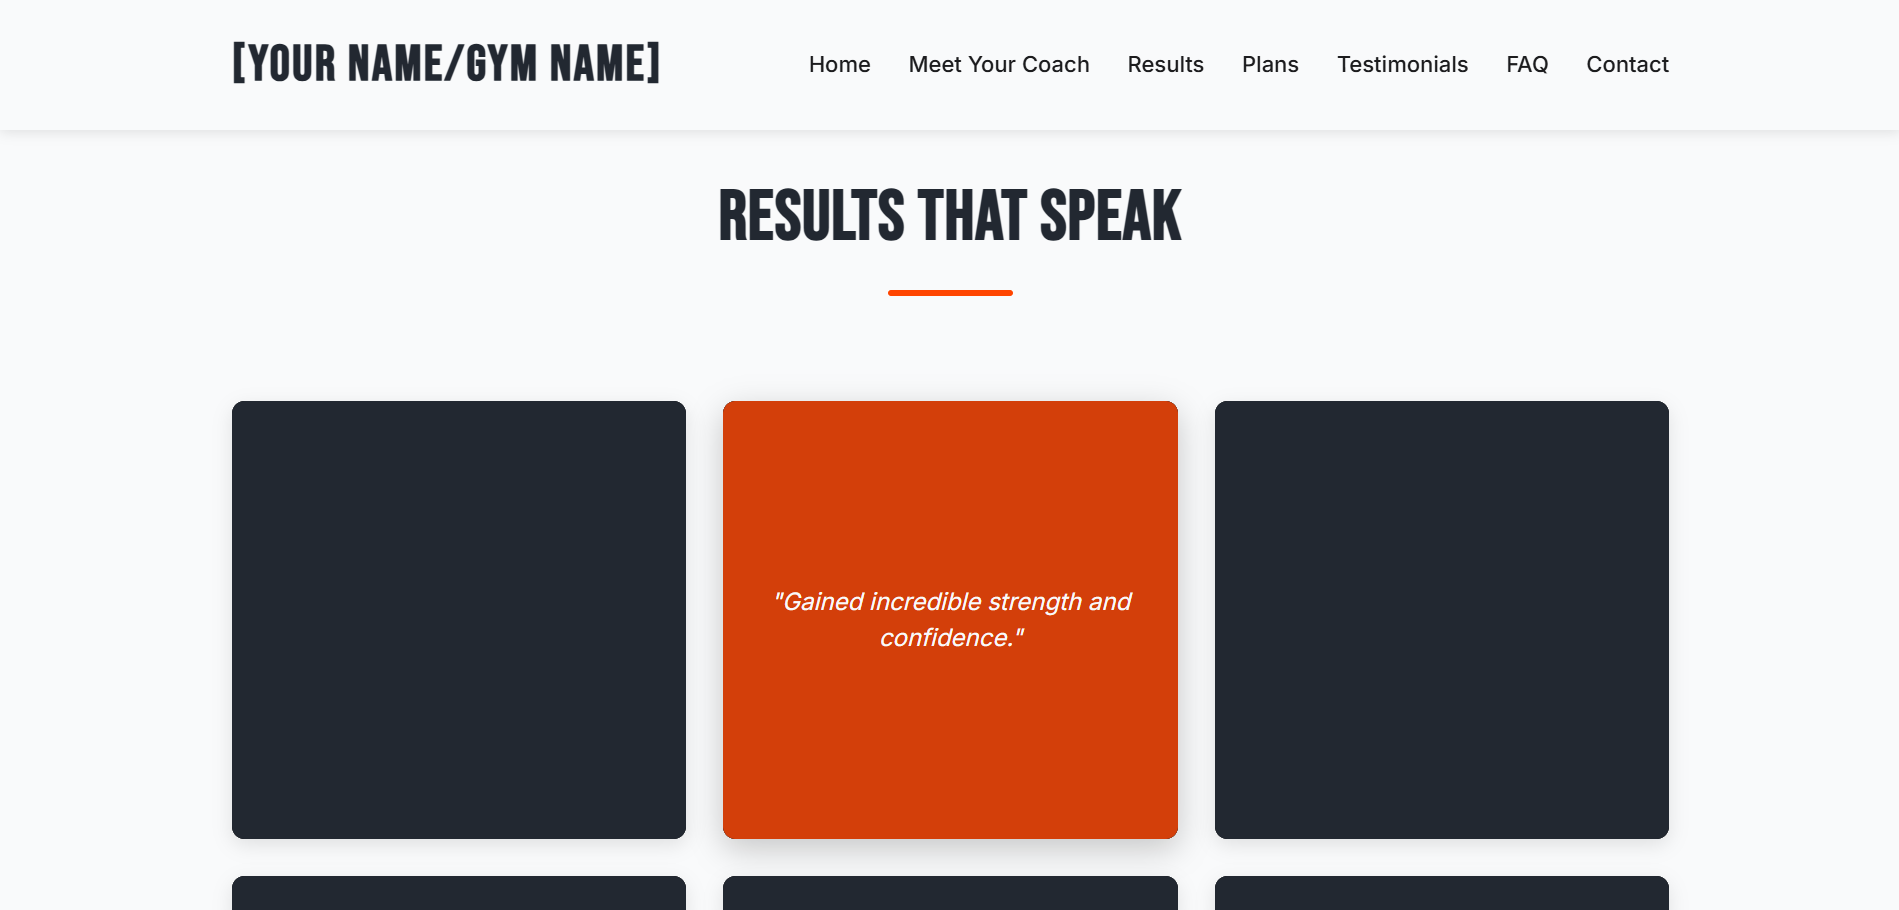 [YOUR NAME/GYM NAME]
Home Meet Your Coach Results Plans Testimonials FAQ Contact
RESULTS THAT SPEAK
"Gained incredible strength and
confidence."